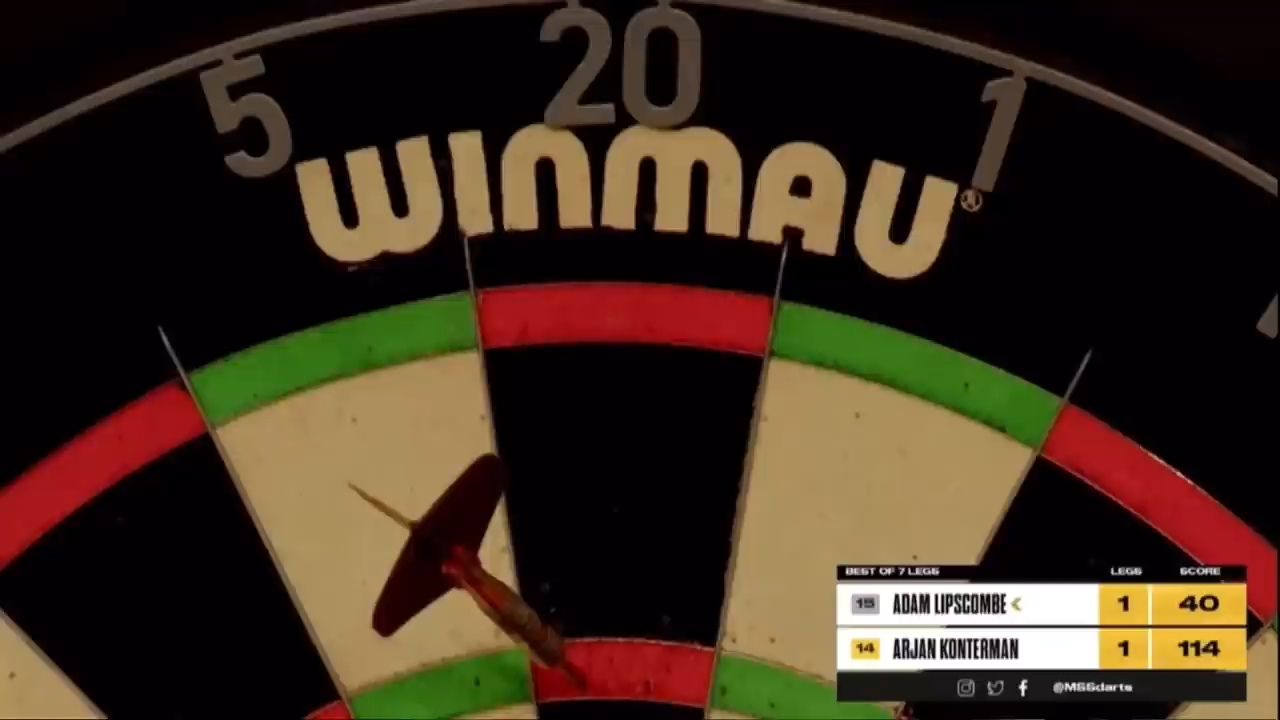 5 20 1
WINMAU®
BEST OF 7 LEGS LEGS SCORE
15 ADAM LIPSCOMBE 1 40
14 ARJAN KONTERMAN 1 114
@MSSdarts